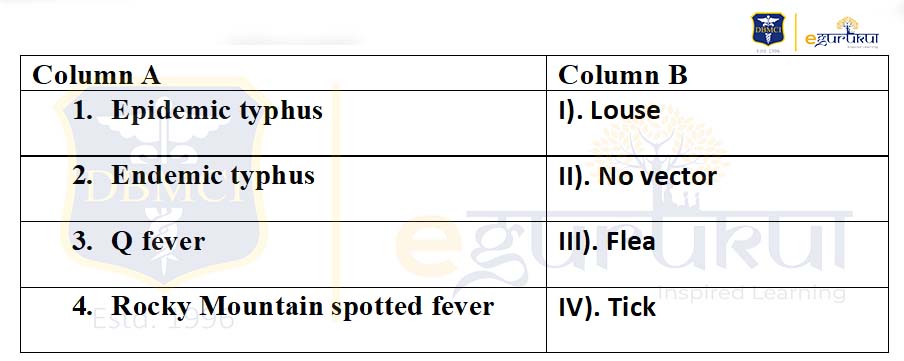 DBMCI
Estd. 1996
eGurukul
Inspired Learning
Column A Column B
1. Epidemic typhus I). Louse
2. Endemic typhus II). No vector
DBMCI
3. Q fever III). Flea
eGurukul
Inspired Learning
4. Rocky Mountain spotted fever IV). Tick
Estd. 1996